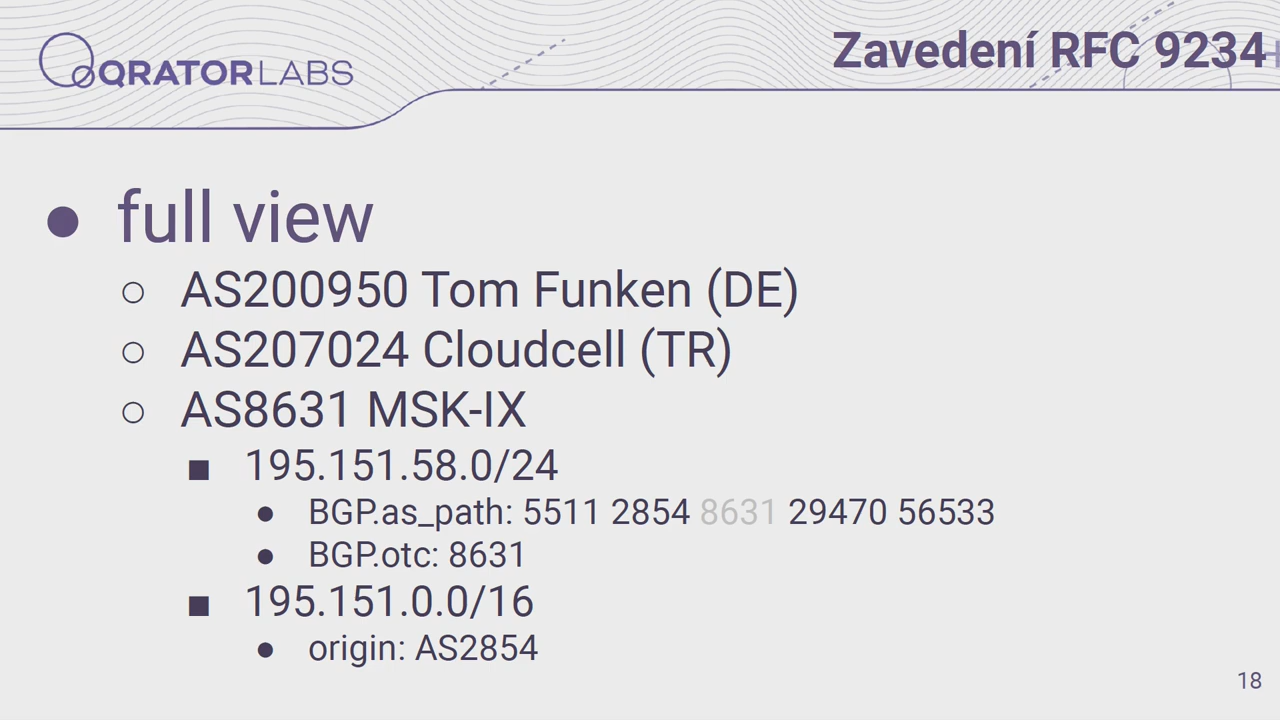 QRATORLABS
Zavedení RFC 9234
● full view
○ AS200950 Tom Funken (DE)
○ AS207024 Cloudcell (TR)
○ AS8631 MSK-IX
■ 195.151.58.0/24
● BGP.as_path: 5511 2854 8631 29470 56533
● BGP.otc: 8631
■ 195.151.0.0/16
● origin: AS2854
18